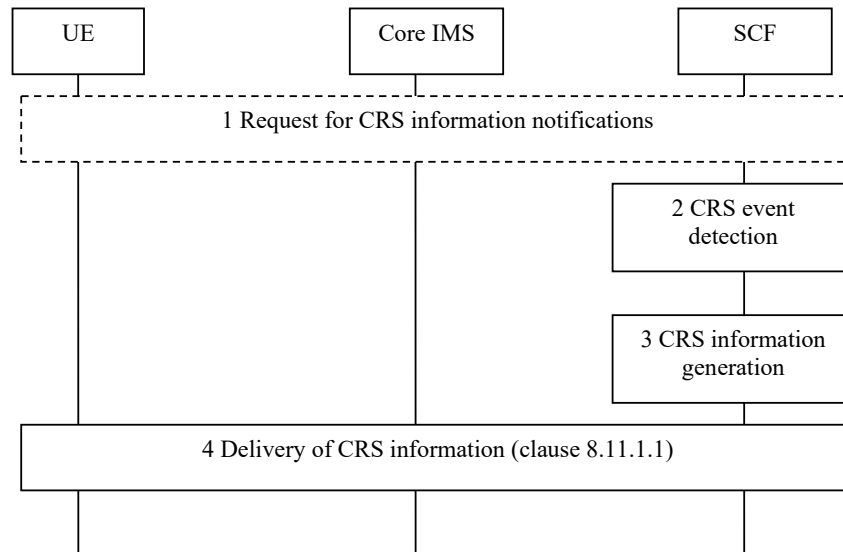 UE
Core IMS
SCF
1 Request for CRS information notifications
2 CRS event
detection
3 CRS information
generation
4 Delivery of CRS information (clause 8.11.1.1)